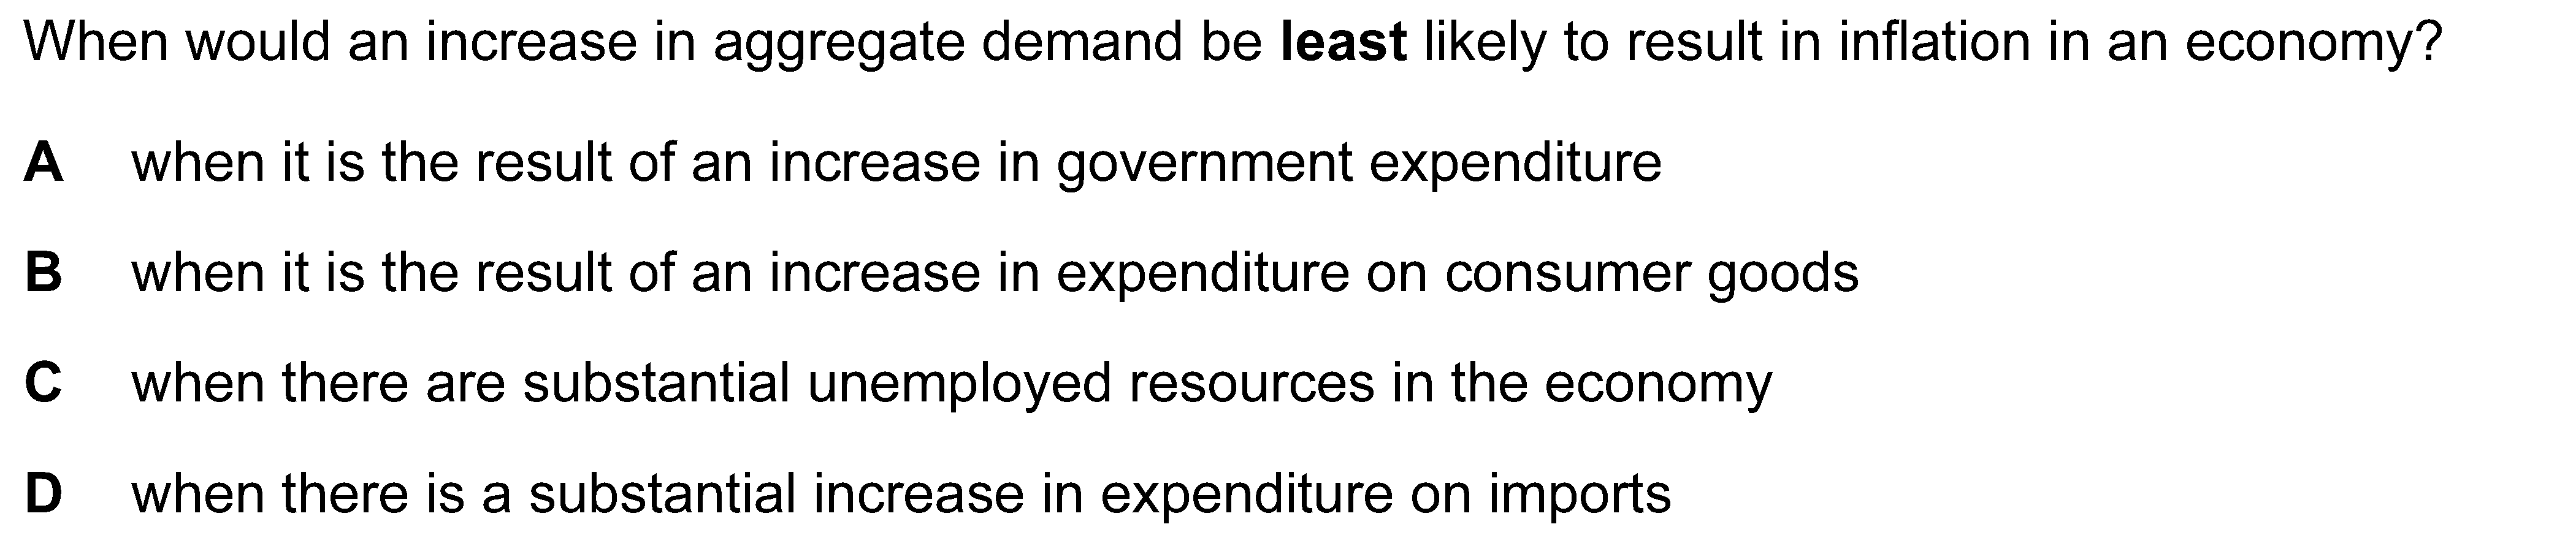 When would an increase in aggregate demand be least likely to result in inflation in an economy?
A when it is the result of an increase in government expenditure
B when it is the result of an increase in expenditure on consumer goods
C when there are substantial unemployed resources in the economy
D when there is a substantial increase in expenditure on imports